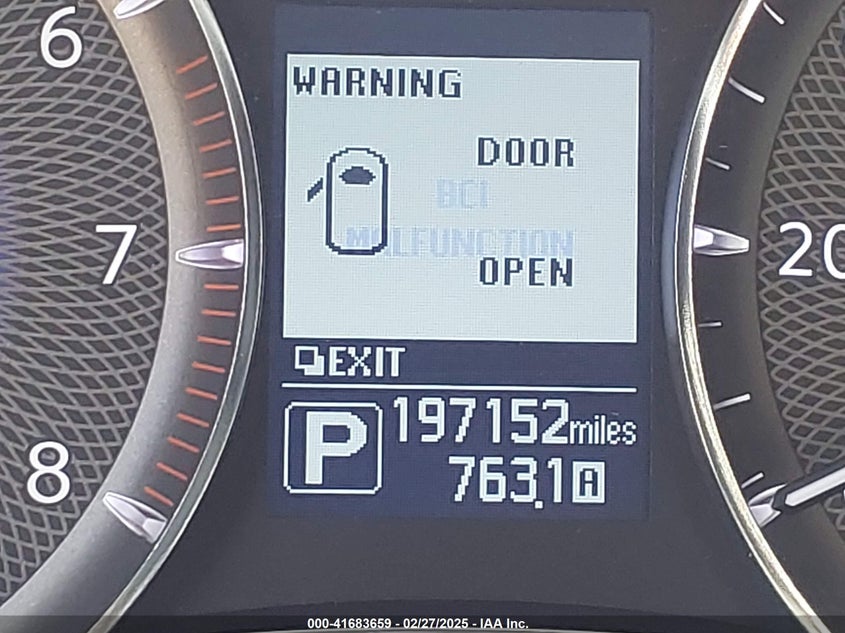 6
WARNING
DOOR
BCI
MALFUNCTION
OPEN
7
20
EXIT
P
197152miles
763.1 A
8
000-41683659 - 02/27/2025 - IAA Inc.